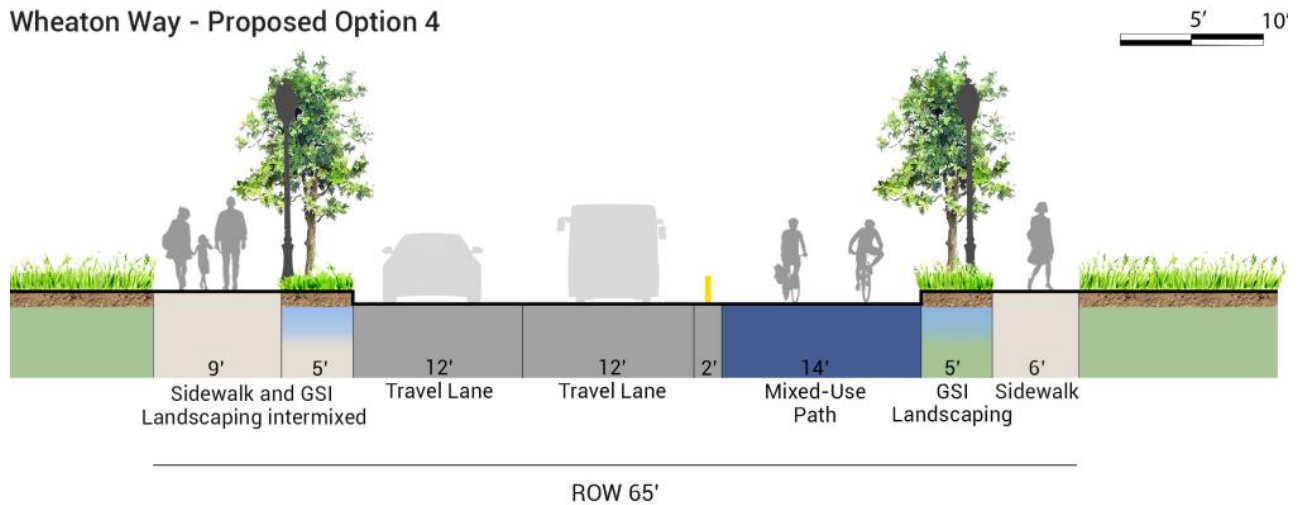 Wheaton Way - Proposed Option 4
5' 10'
9' 5' 12' 12' 2' 14' 5' 6'
Sidewalk and GSI
Landscaping intermixed
Travel Lane
Travel Lane
Mixed-Use
Path
GSI
Landscaping
Sidewalk
ROW 65'